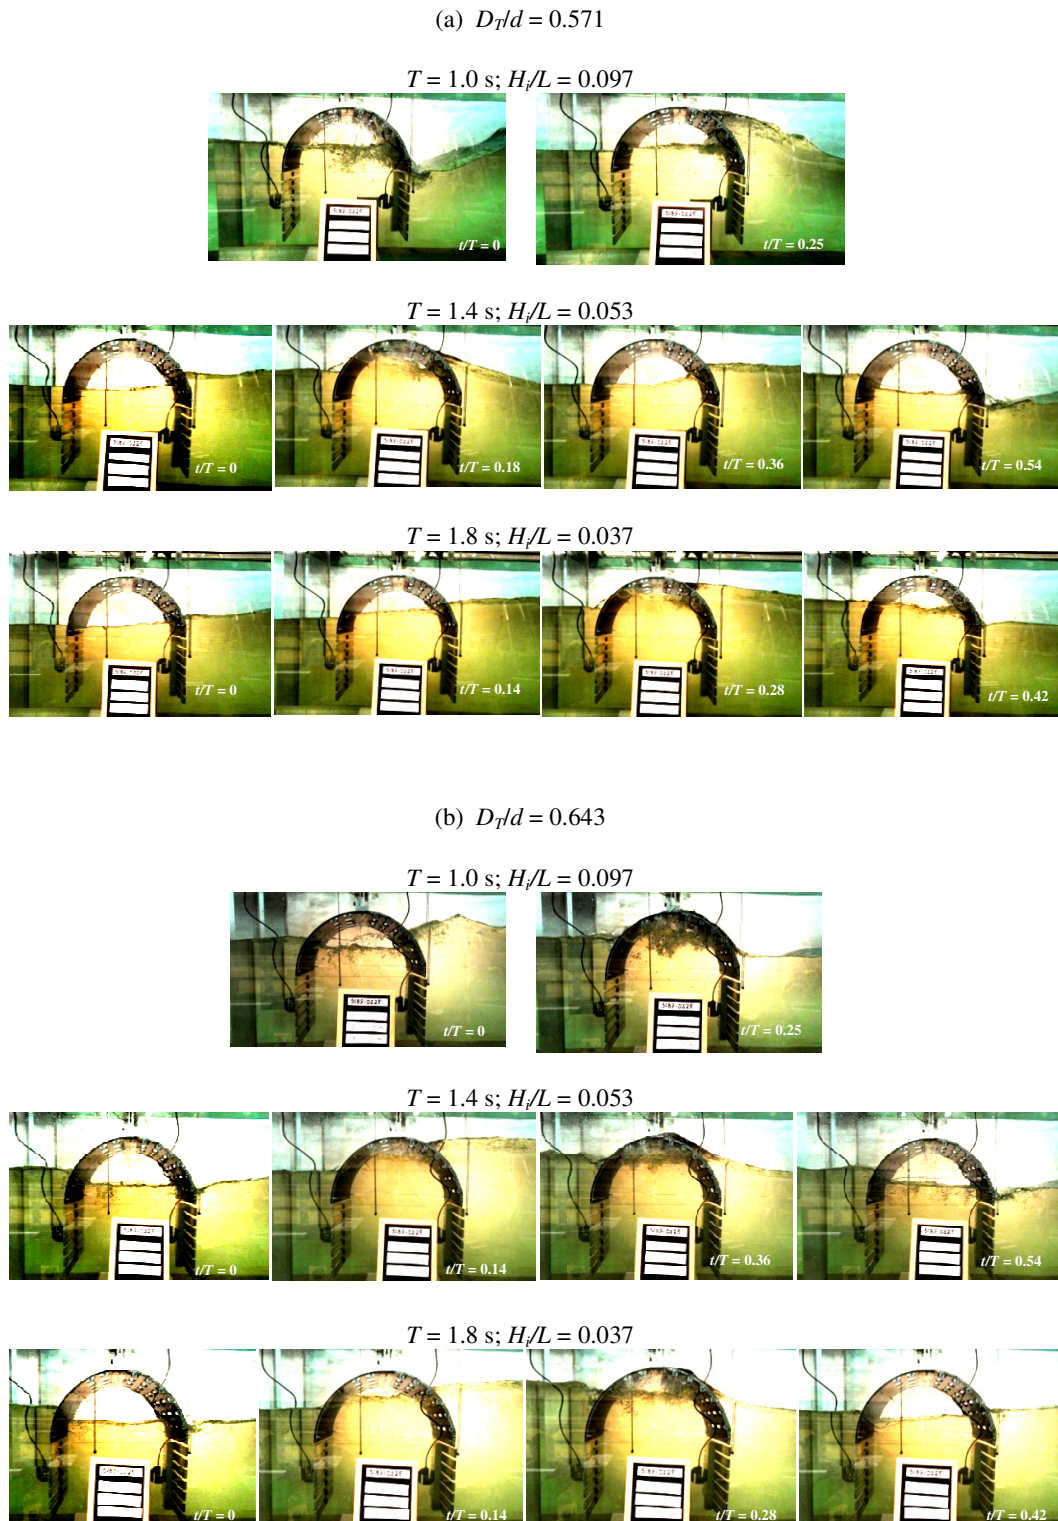 (a) D_T/d = 0.571
T = 1.0 s; H_i/L = 0.097
t/T = 0
t/T = 0.25
T = 1.4 s; H_i/L = 0.053
t/T = 0
t/T = 0.18
t/T = 0.36
t/T = 0.54
T = 1.8 s; H_i/L = 0.037
t/T = 0
t/T = 0.14
t/T = 0.28
t/T = 0.42
(b) D_T/d = 0.643
T = 1.0 s; H_i/L = 0.097
t/T = 0
t/T = 0.25
T = 1.4 s; H_i/L = 0.053
t/T = 0
t/T = 0.14
t/T = 0.36
t/T = 0.54
T = 1.8 s; H_i/L = 0.037
t/T = 0
t/T = 0.14
t/T = 0.28
t/T = 0.42